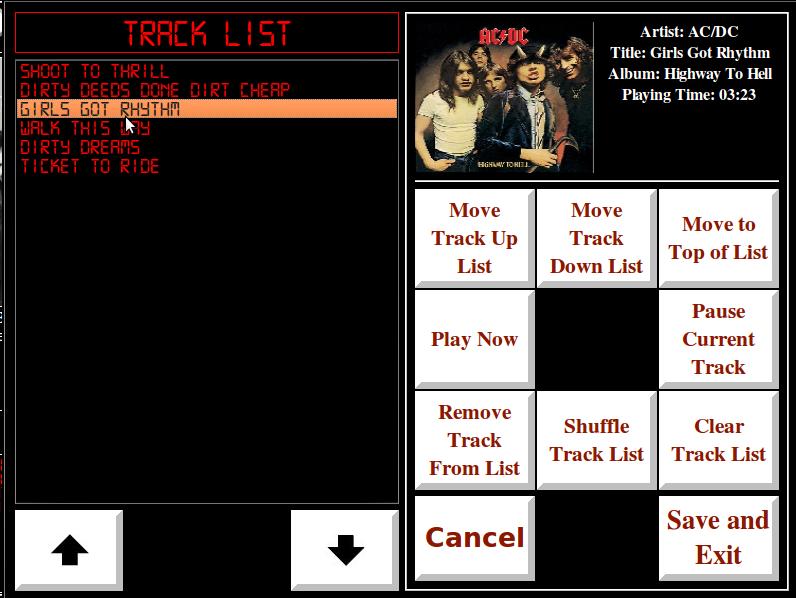 TRACK LIST
SHOOT TO THRILL
DIRTY DEEDS DONE DIRT CHEAP
GIRLS GOT RHYTHM
WALK THIS WAY
DIRTY DREAMS
TICKET TO RIDE
AC/DC
HIGHWAY TO HELL
Artist: AC/DC
Title: Girls Got Rhythm
Album: Highway To Hell
Playing Time: 03:23
Move
Track Up
List
Move
Track
Down List
Move to
Top of List
Play Now
Pause
Current
Track
Remove
Track
From List
Shuffle
Track List
Clear
Track List
Cancel
Save and
Exit